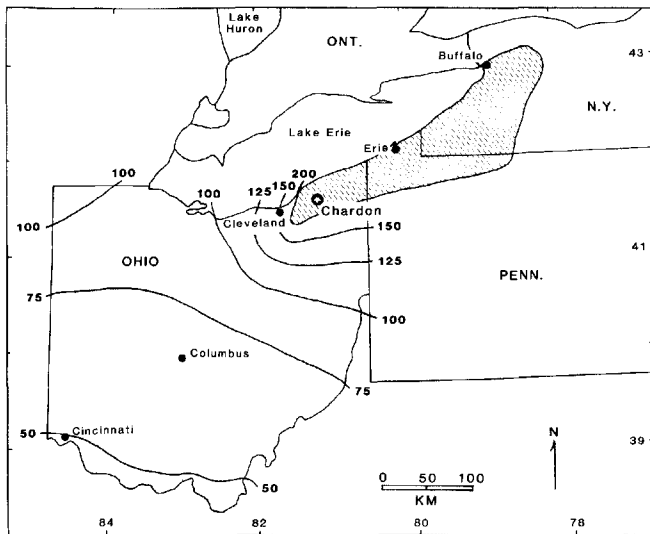 Lake
Huron
ONT.
Buffalo
43
N.Y.
Lake Erie
Erie
100
100
125
150
200
Cleveland
Chardon
100
150
OHIO
125
PENN.
41
75
100
Columbus
75
50
Cincinnati
N
39
50
0 50 100
KM
84
82
80
78